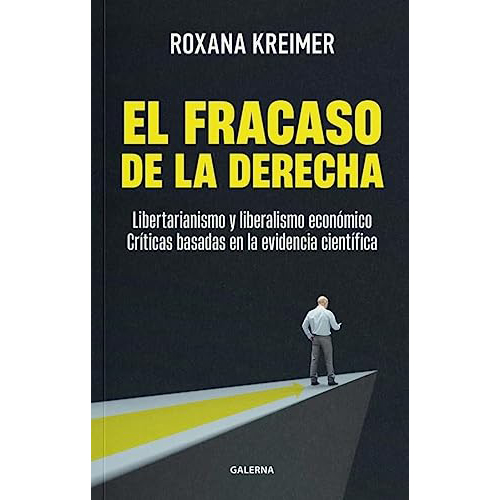 ROXANA KREIMER
EL FRACASO
DE LA DERECHA
Libertarianismo y liberalismo económico
Críticas basadas en la evidencia científica
GALERNA